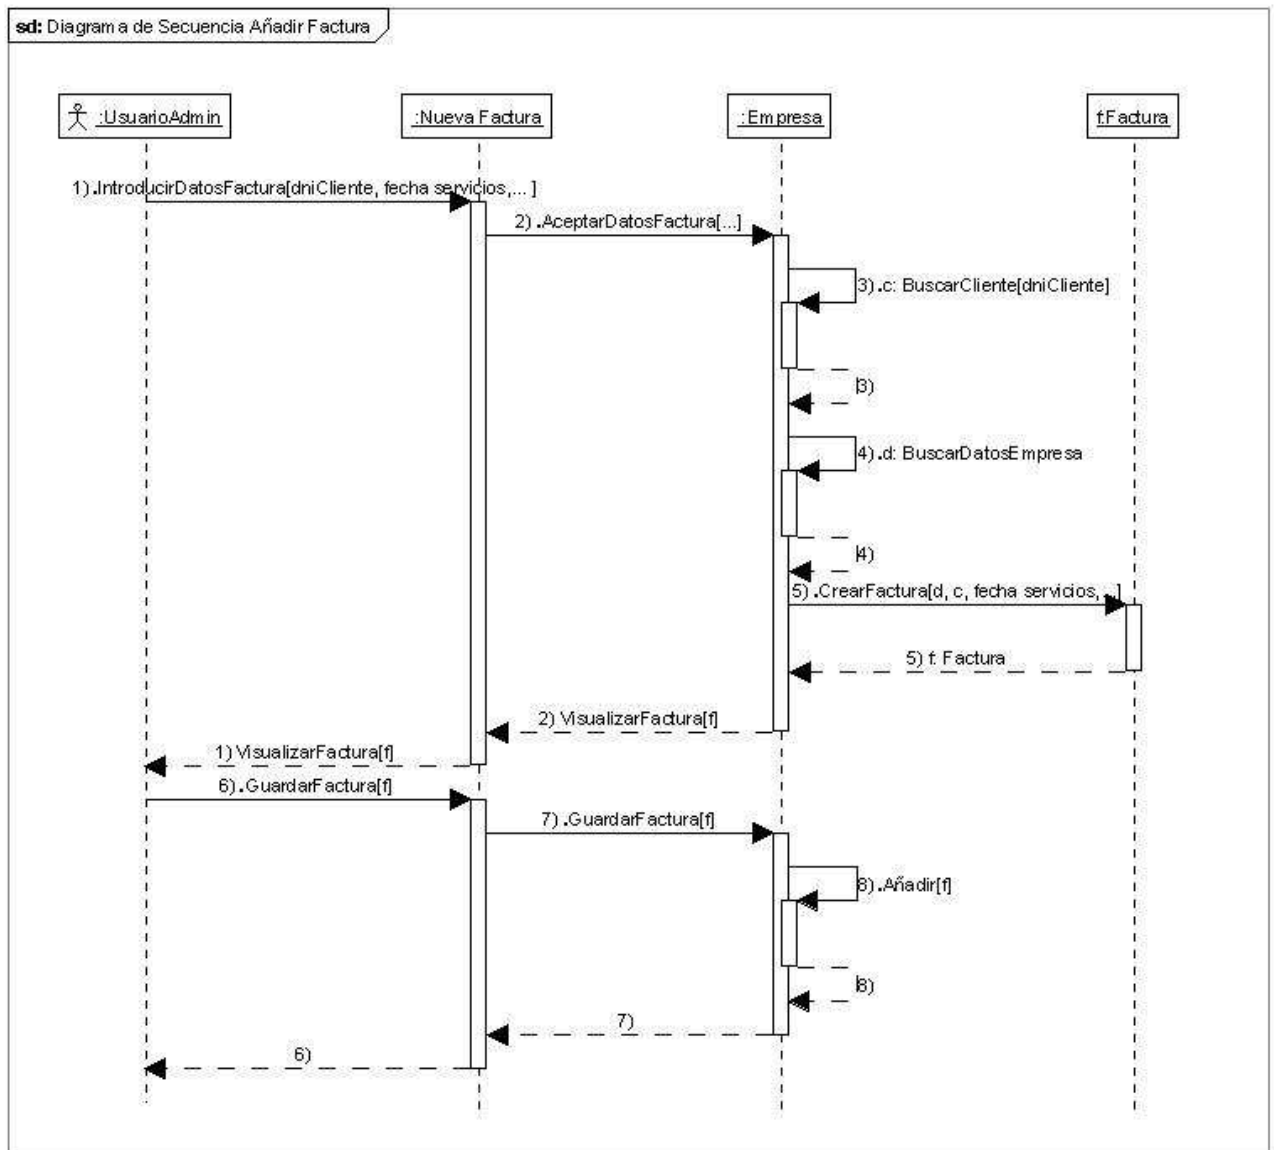 sd: Diagrama de Secuencia Añadir Factura
:UsuarioAdmin
:Nueva Factura
:Empresa
f:Factura
1).IntroducirDatosFactura[dniCliente, fecha servicios,... ]
2).AceptarDatosFactura[...]
3).c: BuscarCliente[dniCliente]
3)
4).d: BuscarDatosEmpresa
4)
5).CrearFactura[d, c, fecha servicios,...]
5) f: Factura
2) VisualizarFactura[f]
1) VisualizarFactura[f]
6).GuardarFactura[f]
7).GuardarFactura[f]
8).Añadir[f]
8)
7)
6)